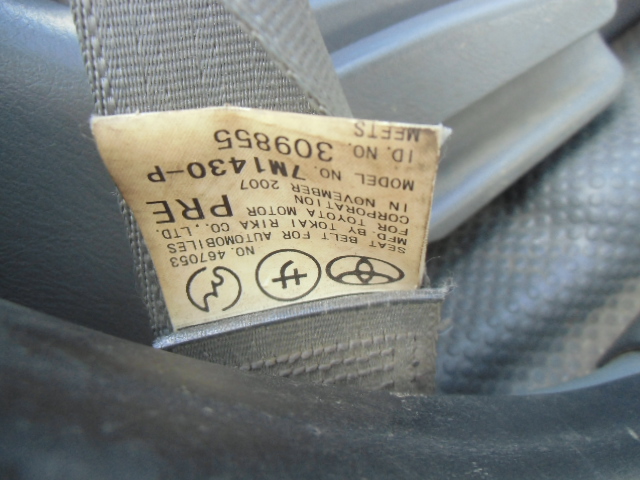 サ
NO. 467053
SEAT BELT FOR AUTOMOBILES
MFD. BY TOKAI RIKA CO., LTD.
FOR TOYOTA MOTOR
CORPORATION PRE
IN NOVEMBER 2007
MODEL NO. 7M1430-P
ID. NO. 309855
MEETS